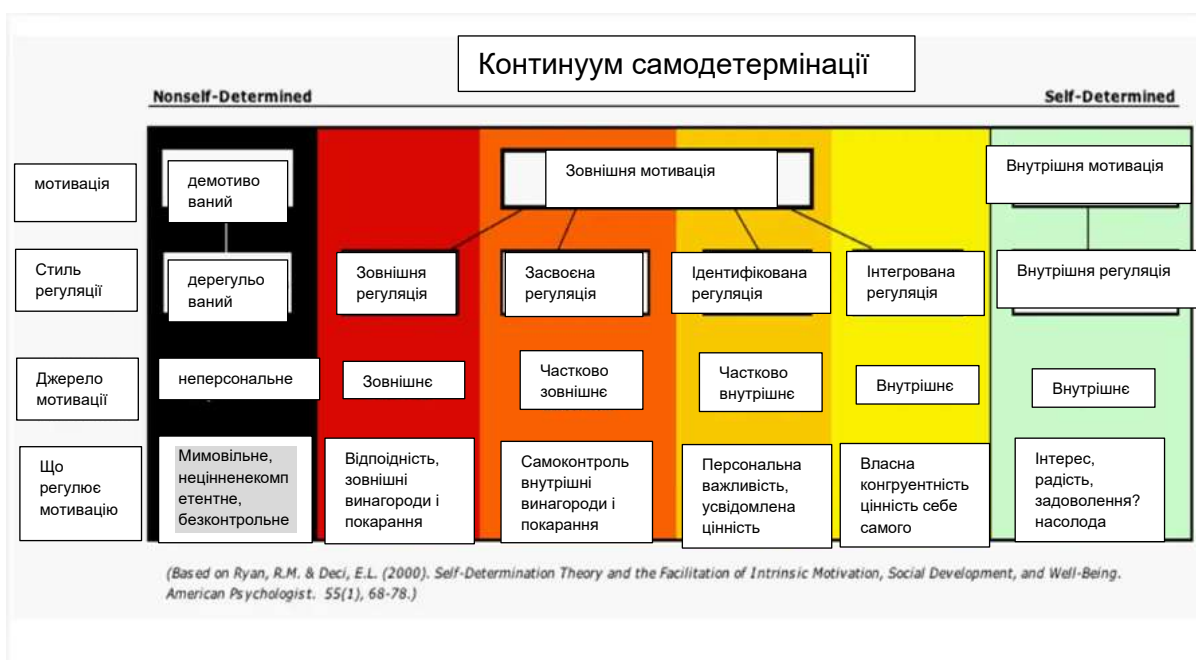 Континуум самодетермінації
Nonself-Determined
Self-Determined
мотивація
демотиво
ваний
Зовнішня мотивація
Внутрішня мотивація
Стиль
регуляції
дерегульо
ваний
Зовнішня
регуляція
Засвоєна
регуляція
Ідентифікована
регуляція
Інтегрована
регуляція
Внутрішня регуляція
Джерело
мотивації
неперсональне
Зовнішнє
Частково
зовнішнє
Частково
внутрішнє
Внутрішнє
Внутрішнє
Що
регулює
мотивацію
Мимовільне,
нецінненекомп
етентне,
безконтрольне
Відпоідність,
зовнішні
винагороди і
покарання
Самоконтроль
внутрішні
винагороди і
покарання
Персональна
важливість,
усвідомлена
цінність
Власна
конгруентність
цінність себе
самого
Інтерес,
радість,
задоволення?
насолода
(Based on Ryan, R.M. & Deci, E.L. (2000). Self-Determination Theory and the Facilitation of Intrinsic Motivation, Social Development, and Well-Being.
American Psychologist. 55(1), 68-78.)